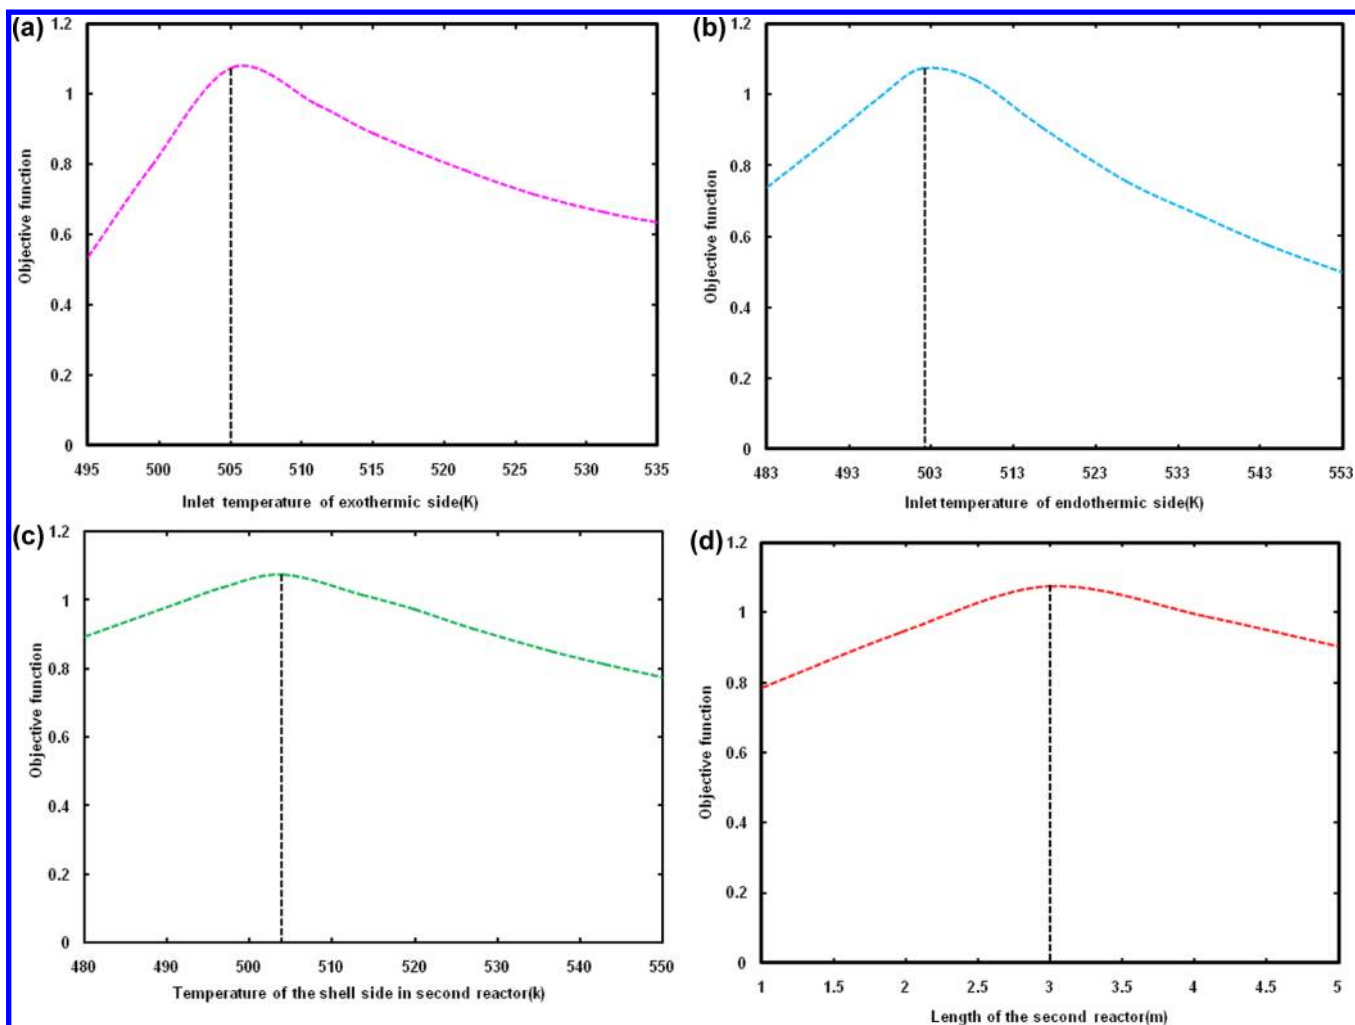 (a)
1.2
1
0.8
0.6
0.4
0.2
0
Objective function
495 500 505 510 515 520 525 530 535
Inlet temperature of exothermic side(K)
(b)
1.2
1
0.8
0.6
0.4
0.2
0
Objective function
483 493 503 513 523 533 543 553
Inlet temperature of endothermic side(K)
(c)
1.2
1
0.8
0.6
0.4
0.2
0
Objective function
480 490 500 510 520 530 540 550
Temperature of the shell side in second reactor(k)
(d)
1.2
1
0.8
0.6
0.4
0.2
0
Objective function
1 1.5 2 2.5 3 3.5 4 4.5 5
Length of the second reactor(m)